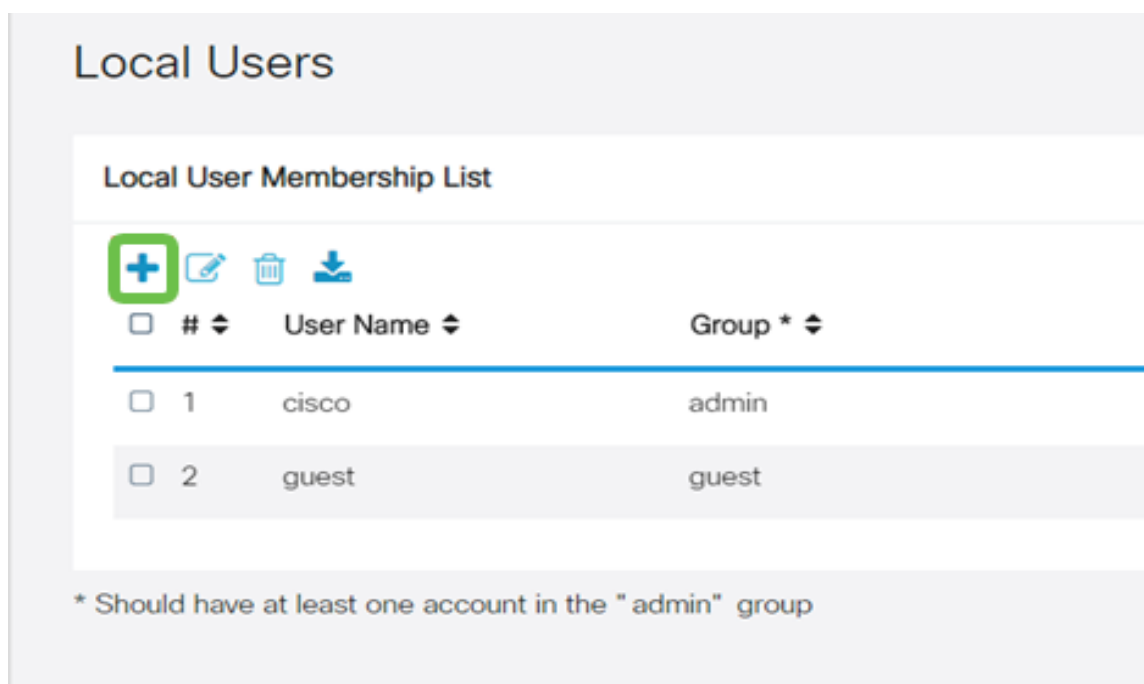 Local Users
Local User Membership List
# User Name Group *
1 cisco admin
2 guest guest
* Should have at least one account in the "admin" group